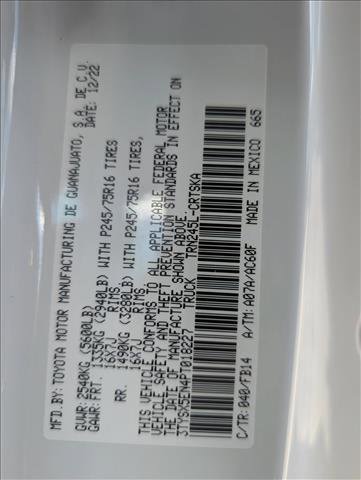 MFD.BY: TOYOTA MOTOR MANUFACTURING DE GUANAJUATO, S.A. DE C.V.
DATE: 12/22
GVWR: 2540KG (5600LB)
GAWR: FRT. 1335KG (2940LB) WITH P245/75R16 TIRES
16X7J RIMS
RR. 1490KG (3280LB) WITH P245/75R16 TIRES,
16X7J RIMS,
THIS VEHICLE CONFORMS TO ALL APPLICABLE FEDERAL MOTOR
VEHICLE SAFETY AND THEFT PREVENTION STANDARDS IN EFFECT ON
THE DATE OF MANUFACTURE SHOWN ABOVE.
3TYSX5EN4PT018227 TRUCK TRN245L-CRTSKA
C/TR: 040/FB14 A/TM: A07A/AC60F MADE IN MEXICO 665